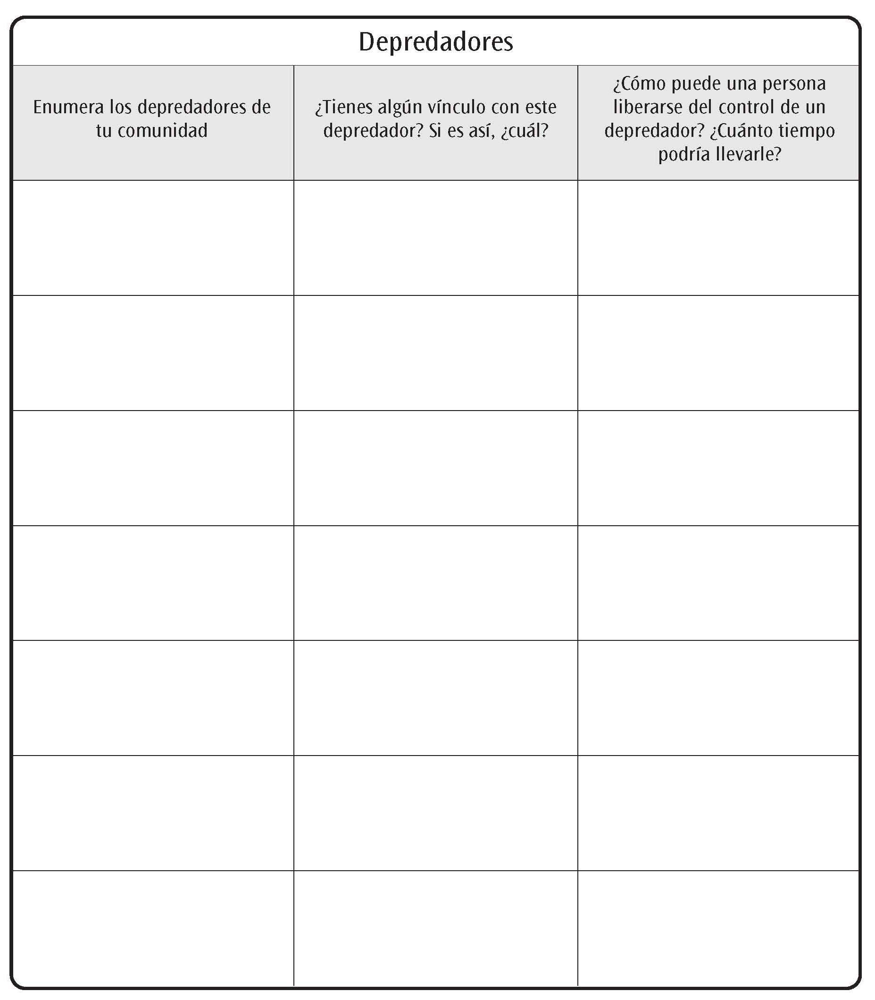 Depredadores
Enumera los depredadores de
tu comunidad
¿Tienes algún vínculo con este
depredador? Si es así, ¿cuál?
¿Cómo puede una persona
liberarse del control de un
depredador? ¿Cuánto tiempo
podría llevarle?